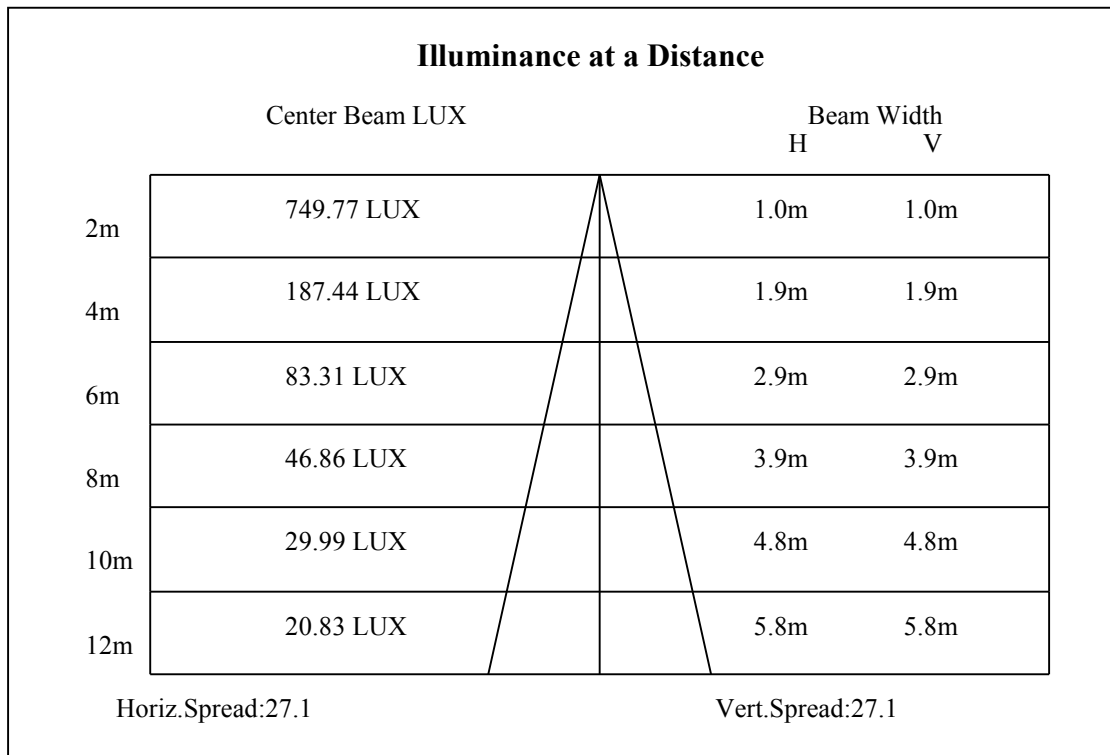 Illuminance at a Distance
Center Beam LUX Beam Width
H V
2m 749.77 LUX 1.0m 1.0m
4m 187.44 LUX 1.9m 1.9m
6m 83.31 LUX 2.9m 2.9m
8m 46.86 LUX 3.9m 3.9m
10m 29.99 LUX 4.8m 4.8m
12m 20.83 LUX 5.8m 5.8m
Horiz.Spread:27.1 Vert.Spread:27.1